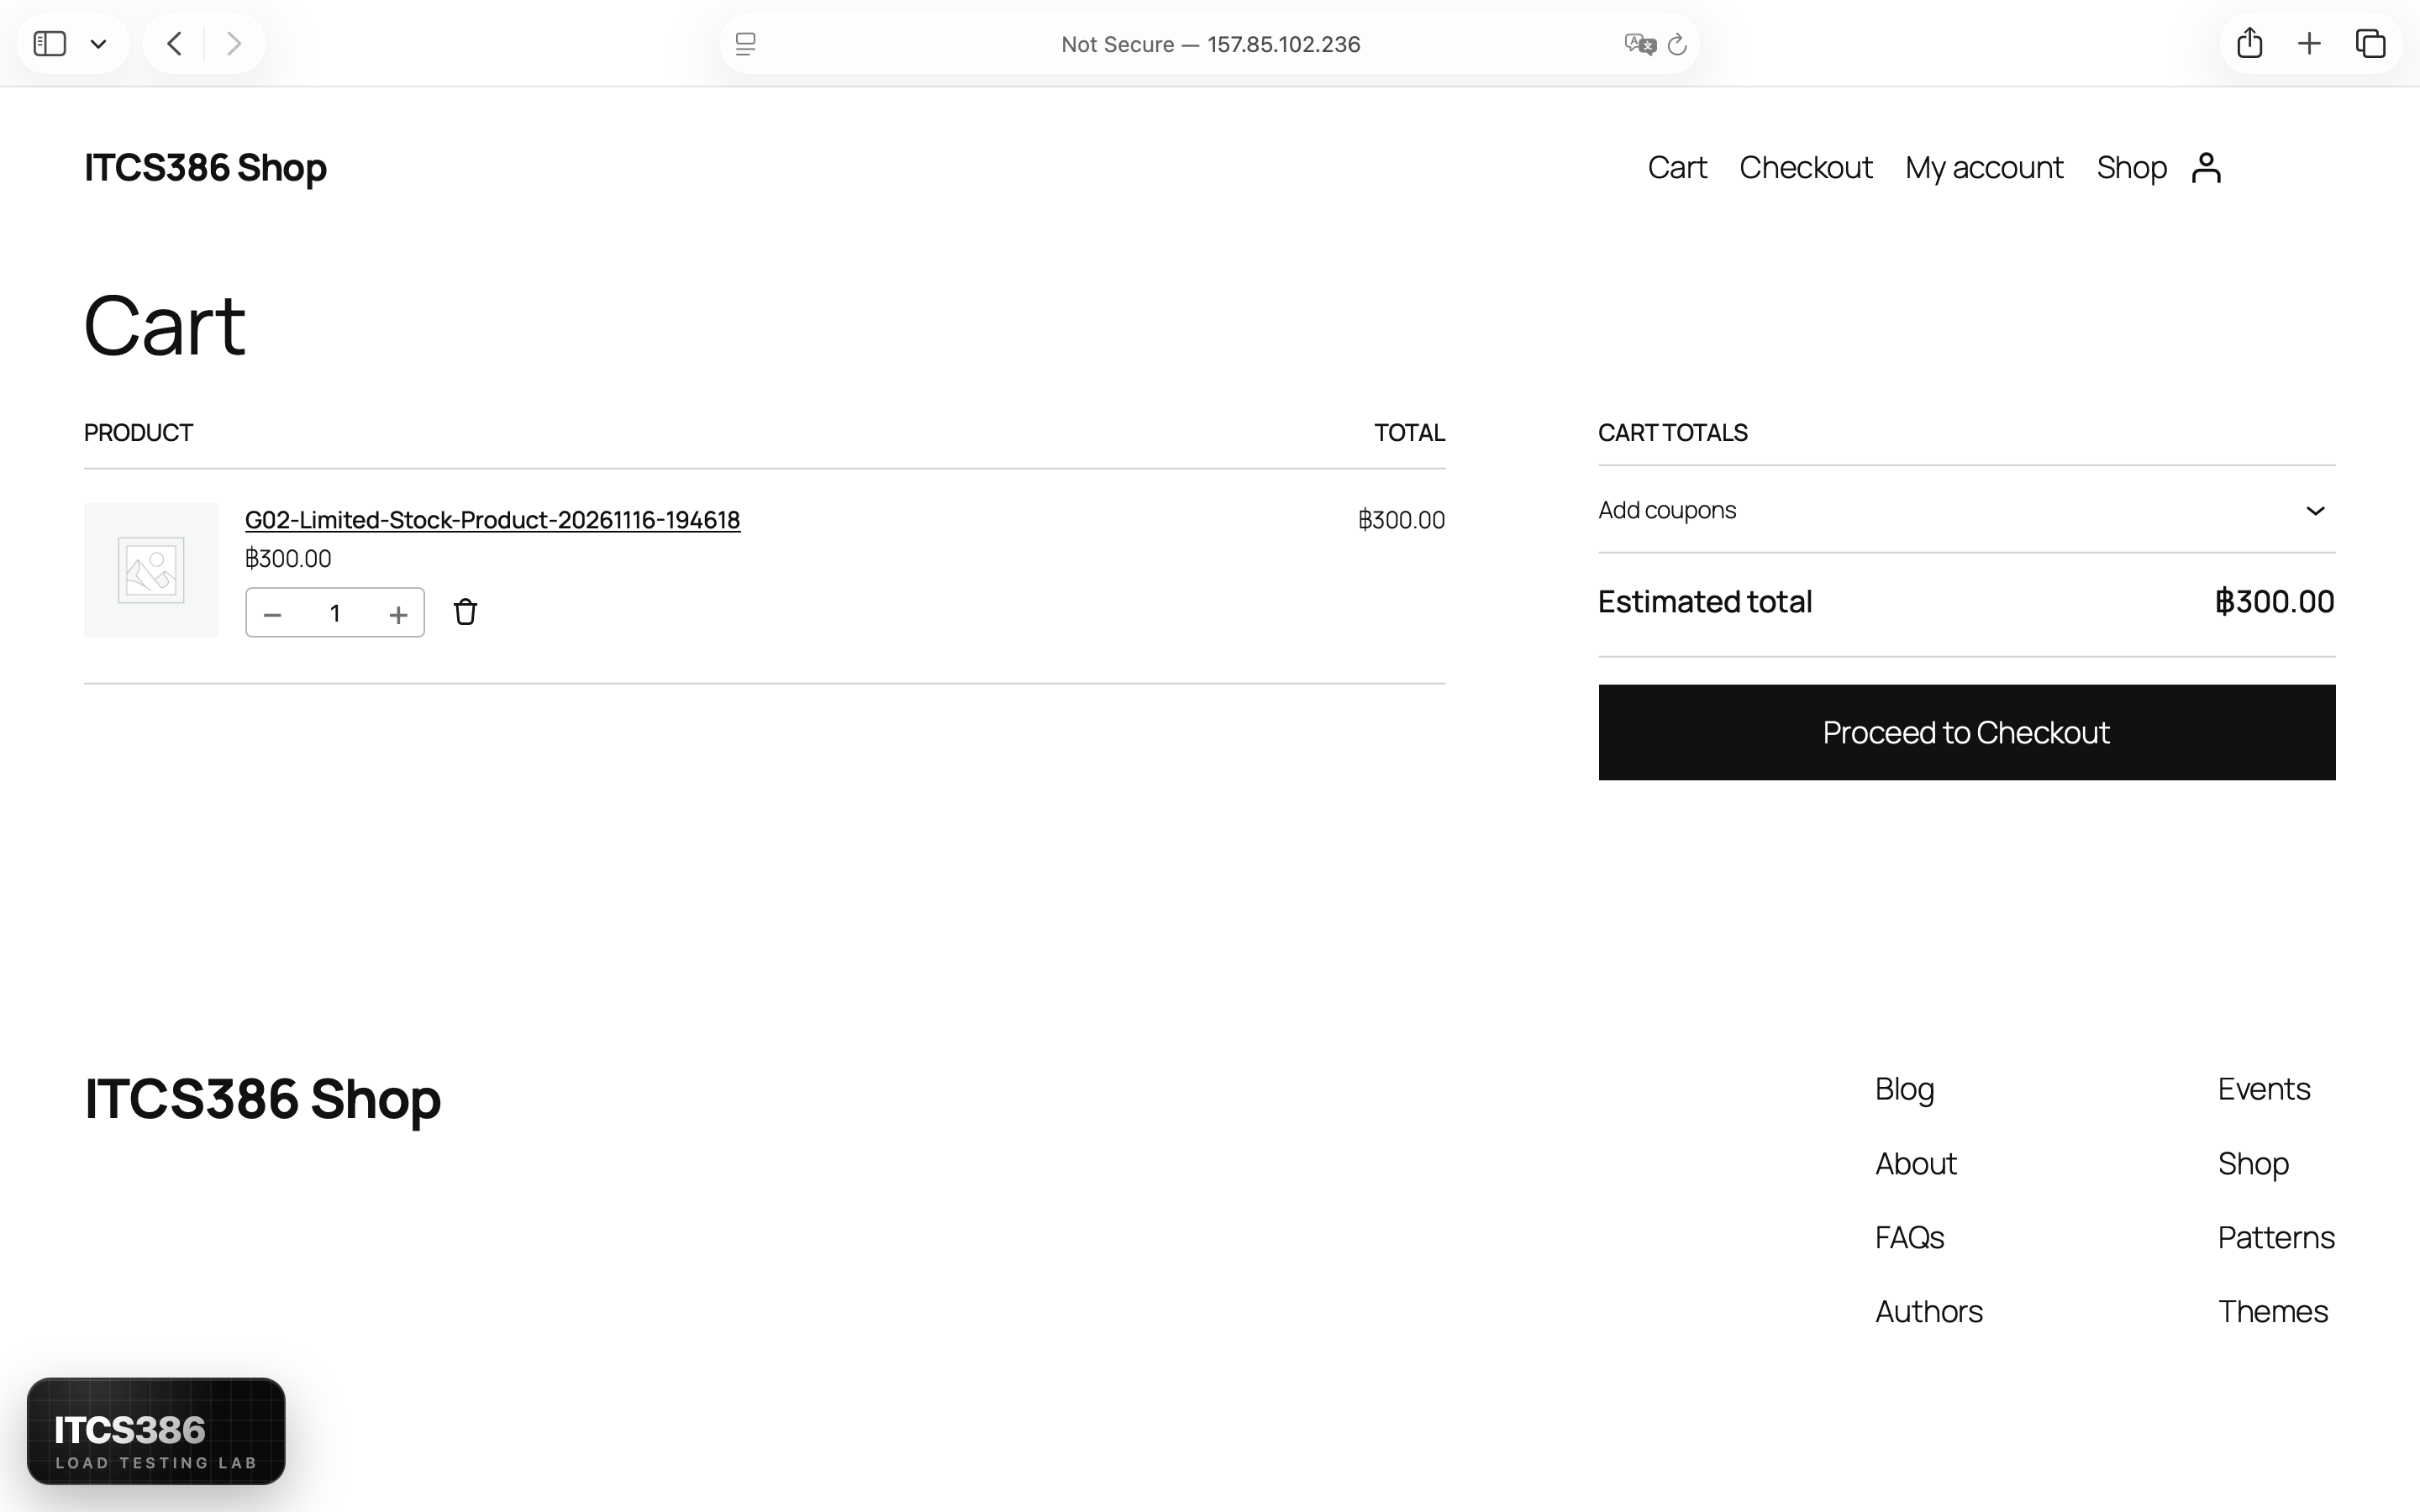 Not Secure — 157.85.102.236
ITCS386 Shop
Cart
Checkout
My account
Shop
Cart
PRODUCT
TOTAL
G02-Limited-Stock-Product-20261116-194618
฿300.00
฿300.00
1
CART TOTALS
Add coupons
Estimated total
฿300.00
Proceed to Checkout
ITCS386 Shop
Blog
About
FAQs
Authors
Events
Shop
Patterns
Themes
ITCS386
LOAD TESTING LAB